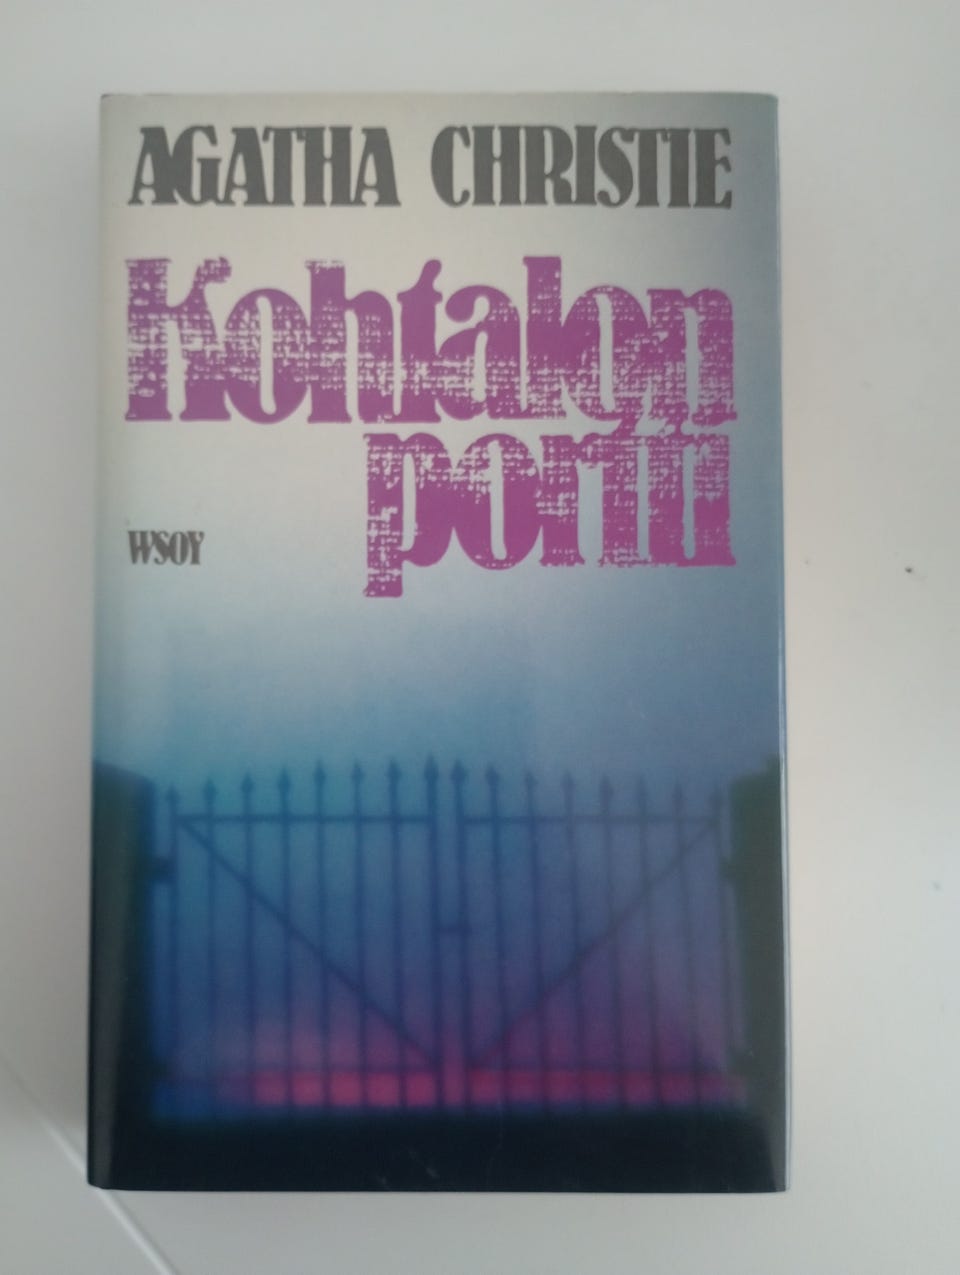 AGATHA CHRISTIE
Kohtalon
portti
WSOY